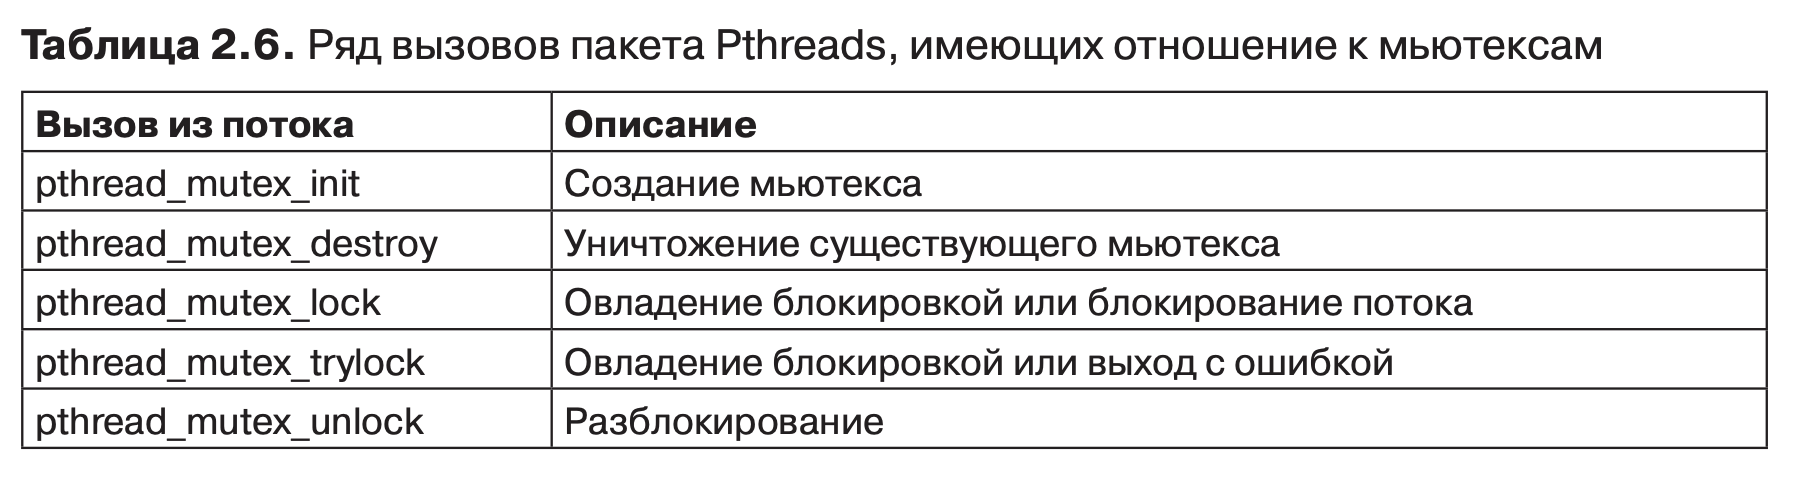 Таблица 2.6. Ряд вызовов пакета Pthreads, имеющих отношение к мьютексам
Вызов из потока Описание
pthread_mutex_init Создание мьютекса
pthread_mutex_destroy Уничтожение существующего мьютекса
pthread_mutex_lock Овладение блокировкой или блокирование потока
pthread_mutex_trylock Овладение блокировкой или выход с ошибкой
pthread_mutex_unlock Разблокирование